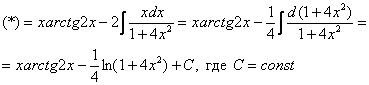 (*) = xarctg2x − 2∫ xdx/(1+4x²) = xarctg2x − 1/4 ∫ d(1+4x²)/(1+4x²) =
= xarctg2x − 1/4 ln(1+4x²) + C, где C = const